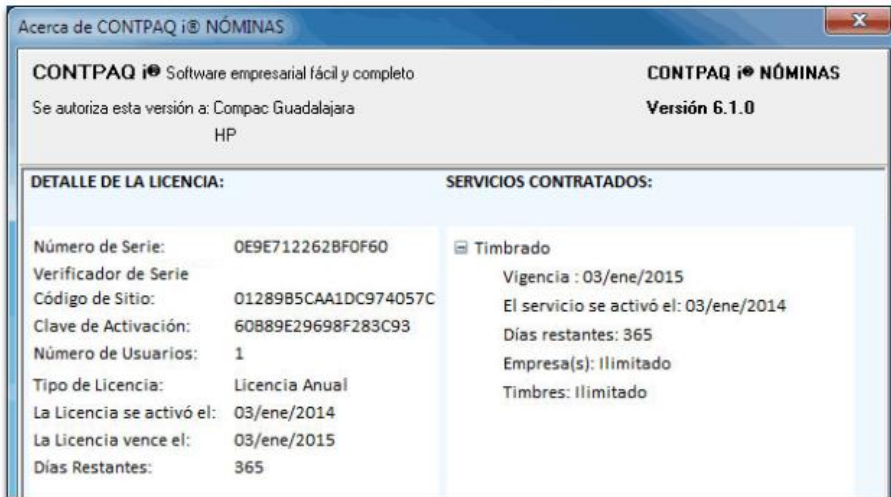 Acerca de CONTPAQ i® NÓMINAS
CONTPAQ i® Software empresarial fácil y completo
CONTPAQ i® NÓMINAS
Se autoriza esta versión a: Compac Guadalajara
Versión 6.1.0
HP
DETALLE DE LA LICENCIA:
Número de Serie: 0E9E712262BF0F60
Verificador de Serie
Código de Sitio: 01289B5CAA1DC974057C
Clave de Activación: 60B89E29698F283C93
Número de Usuarios: 1
Tipo de Licencia: Licencia Anual
La Licencia se activó el: 03/ene/2014
La Licencia vence el: 03/ene/2015
Días Restantes: 365
SERVICIOS CONTRATADOS:
Timbrado
Vigencia : 03/ene/2015
El servicio se activó el: 03/ene/2014
Días restantes: 365
Empresa(s): Ilimitado
Timbres: Ilimitado